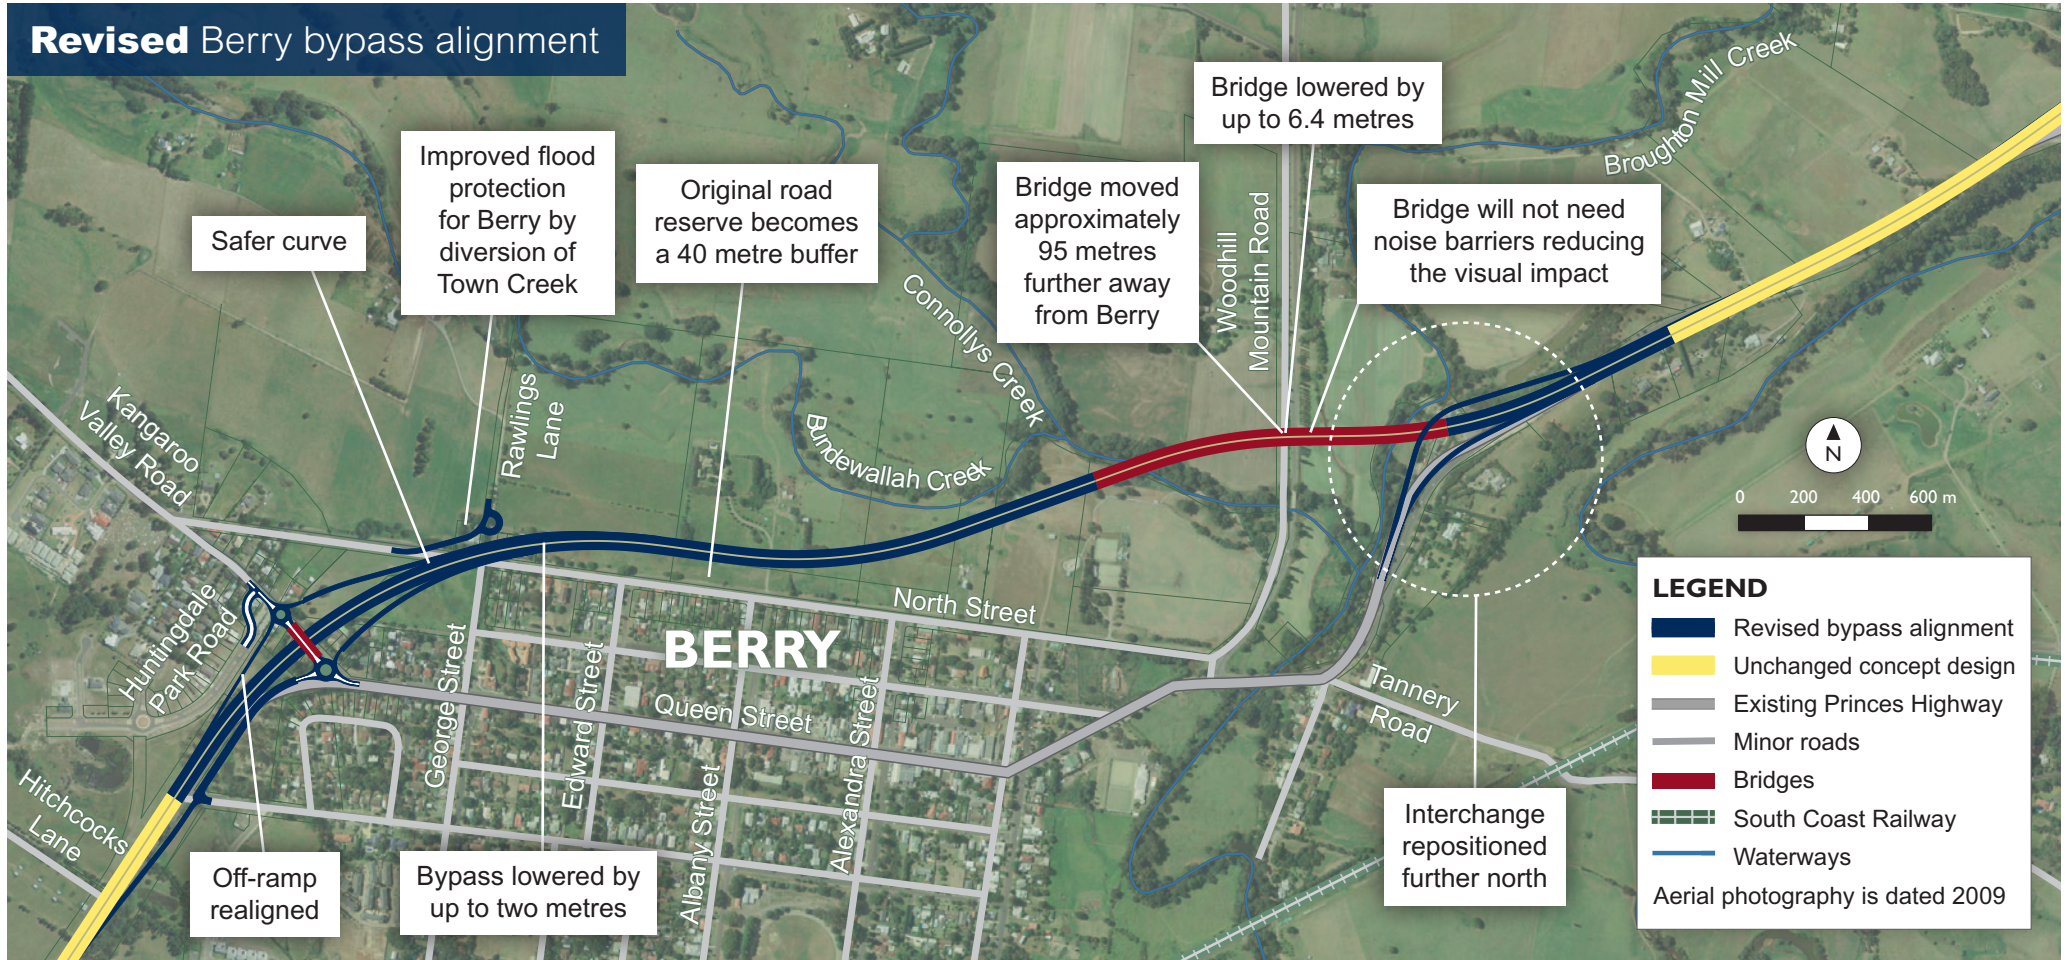 Revised Berry bypass alignment
Bridge lowered by
up to 6.4 metres
Broughton Mill Creek
Improved flood
protection
for Berry by
diversion of
Town Creek
Original road
reserve becomes
a 40 metre buffer
Bridge moved
approximately
95 metres
further away
from Berry
Bridge will not need
noise barriers reducing
the visual impact
Safer curve
Woodhill
Mountain Road
Connollys Creek
Kangaroo
Valley Road
Rawlings
Lane
Bundewallah Creek
N
0 200 400 600 m
Huntingdale
Park Road
North Street
BERRY
George Street
Edward Street
Queen Street
Albany Street
Alexandra Street
Tannery
Road
Hitchcocks
Lane
Off-ramp
realigned
Bypass lowered by
up to two metres
Interchange
repositioned
further north
LEGEND
Revised bypass alignment
Unchanged concept design
Existing Princes Highway
Minor roads
Bridges
South Coast Railway
Waterways
Aerial photography is dated 2009